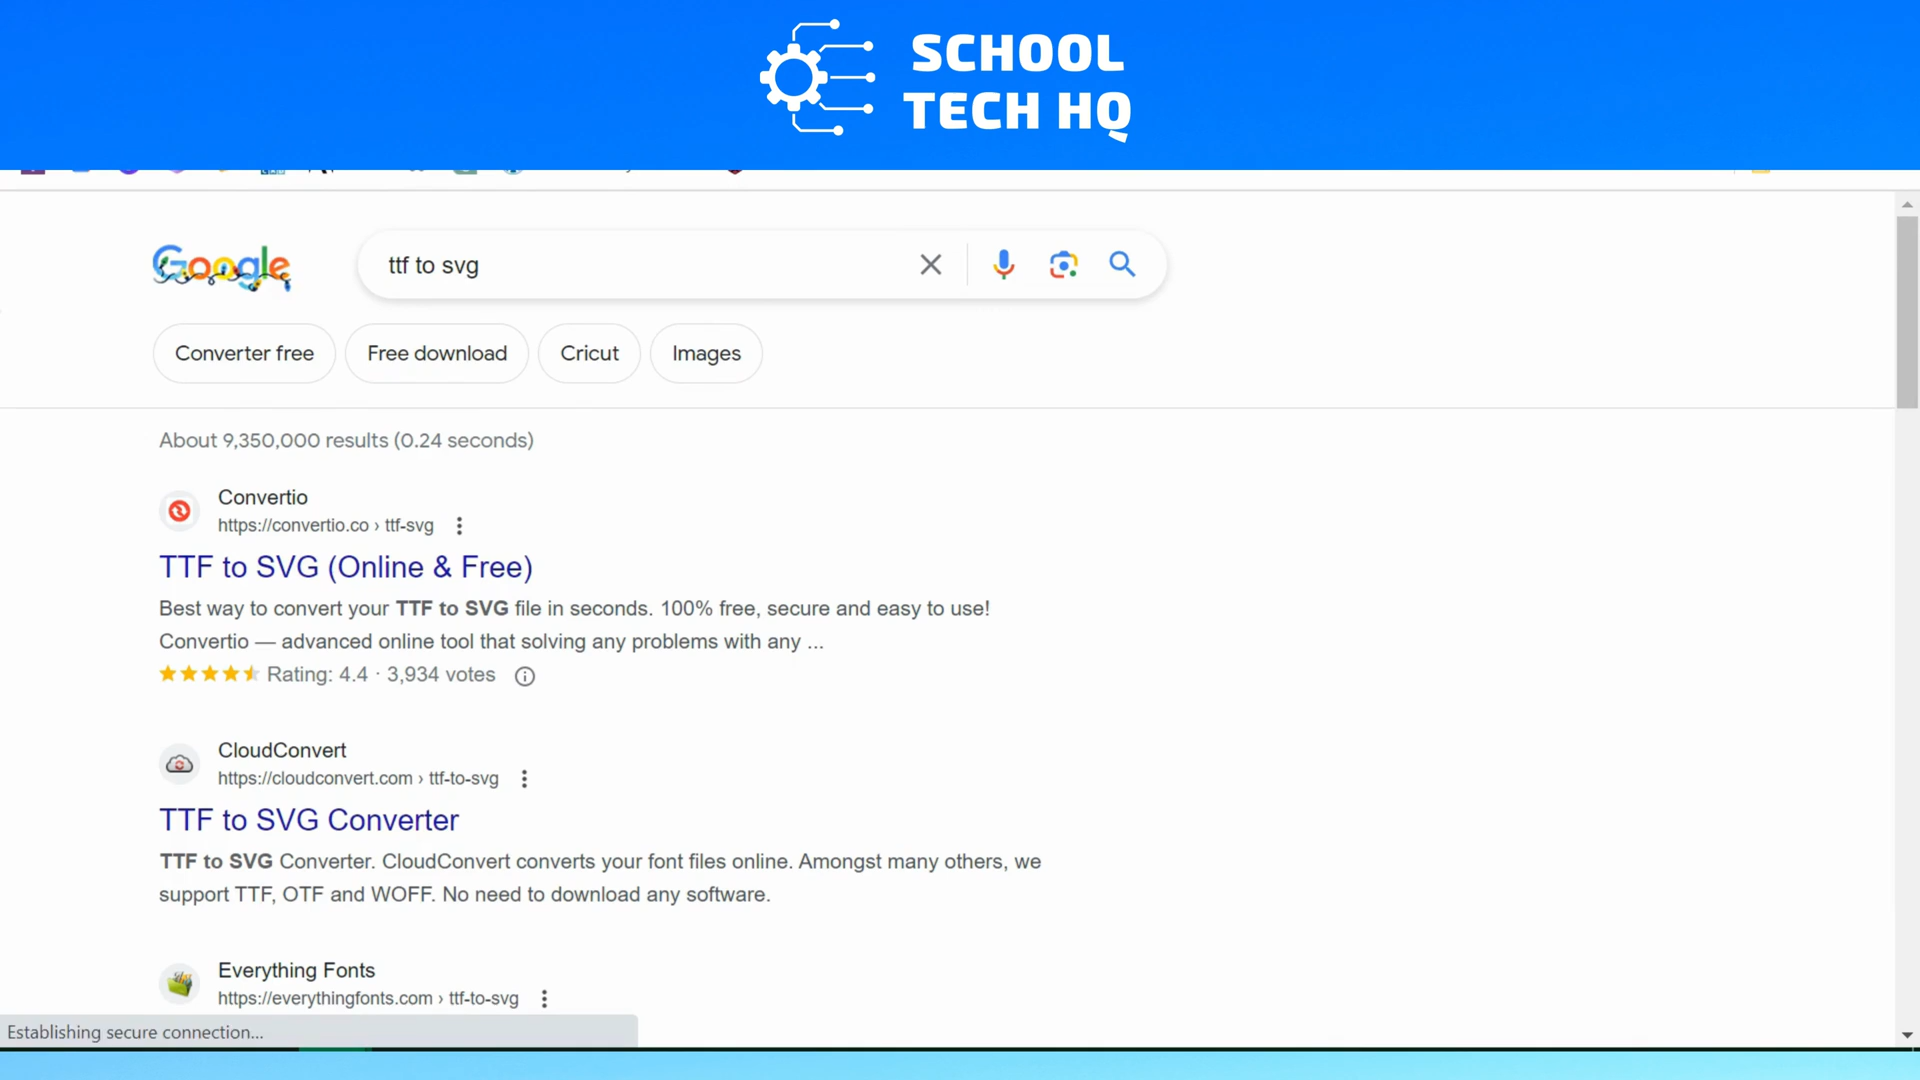 SCHOOL
TECH HQ
Google
ttf to svg
Converter free
Free download
Cricut
Images
About 9,350,000 results (0.24 seconds)
Convertio
https://convertio.co › ttf-svg
TTF to SVG (Online & Free)
Best way to convert your TTF to SVG file in seconds. 100% free, secure and easy to use!
Convertio — advanced online tool that solving any problems with any ...
Rating: 4.4 · 3,934 votes
CloudConvert
https://cloudconvert.com › ttf-to-svg
TTF to SVG Converter
TTF to SVG Converter. CloudConvert converts your font files online. Amongst many others, we
support TTF, OTF and WOFF. No need to download any software.
Everything Fonts
https://everythingfonts.com › ttf-to-svg
Establishing secure connection...